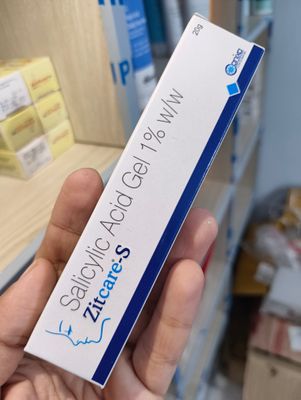 Salicylic Acid Gel 1% w/w
Zitcare-S
20g